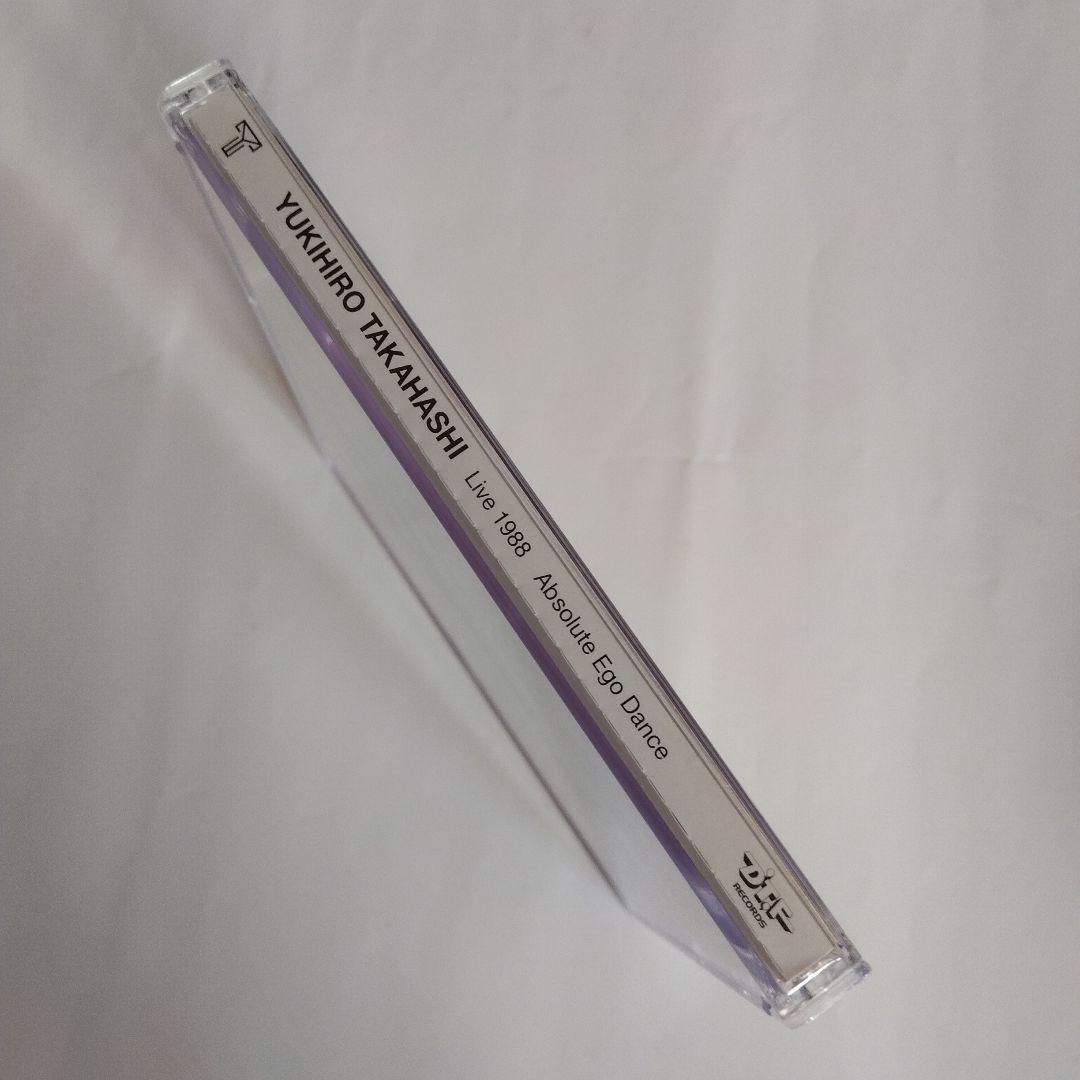 YUKIHIRO TAKAHASHI Live 1988 Absolute Ego Dance
RECORDS